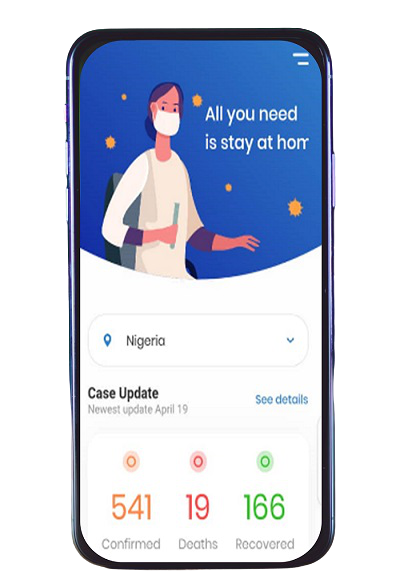 All you need
is stay at hom
Nigeria
Case Update
Newest update April 19
See details
541
19
166
Confirmed
Deaths
Recovered